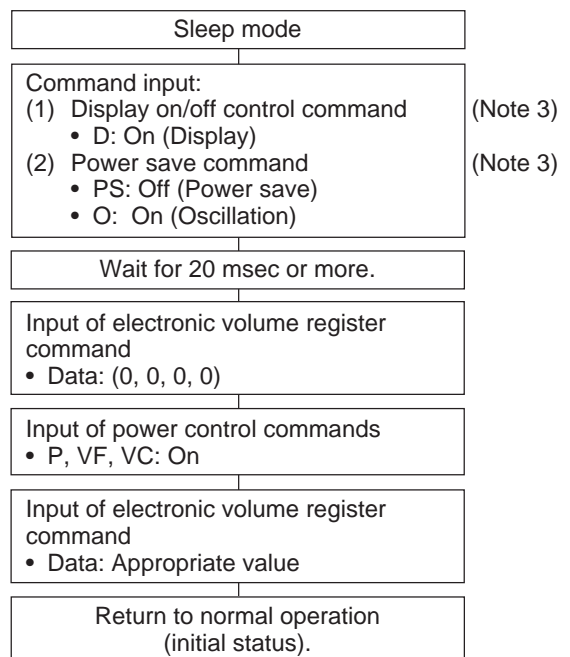 Sleep mode
Command input:
(1) Display on/off control command (Note 3)
• D: On (Display)
(2) Power save command (Note 3)
• PS: Off (Power save)
• O: On (Oscillation)
Wait for 20 msec or more.
Input of electronic volume register
command
• Data: (0, 0, 0, 0)
Input of power control commands
• P, VF, VC: On
Input of electronic volume register
command
• Data: Appropriate value
Return to normal operation
(initial status).